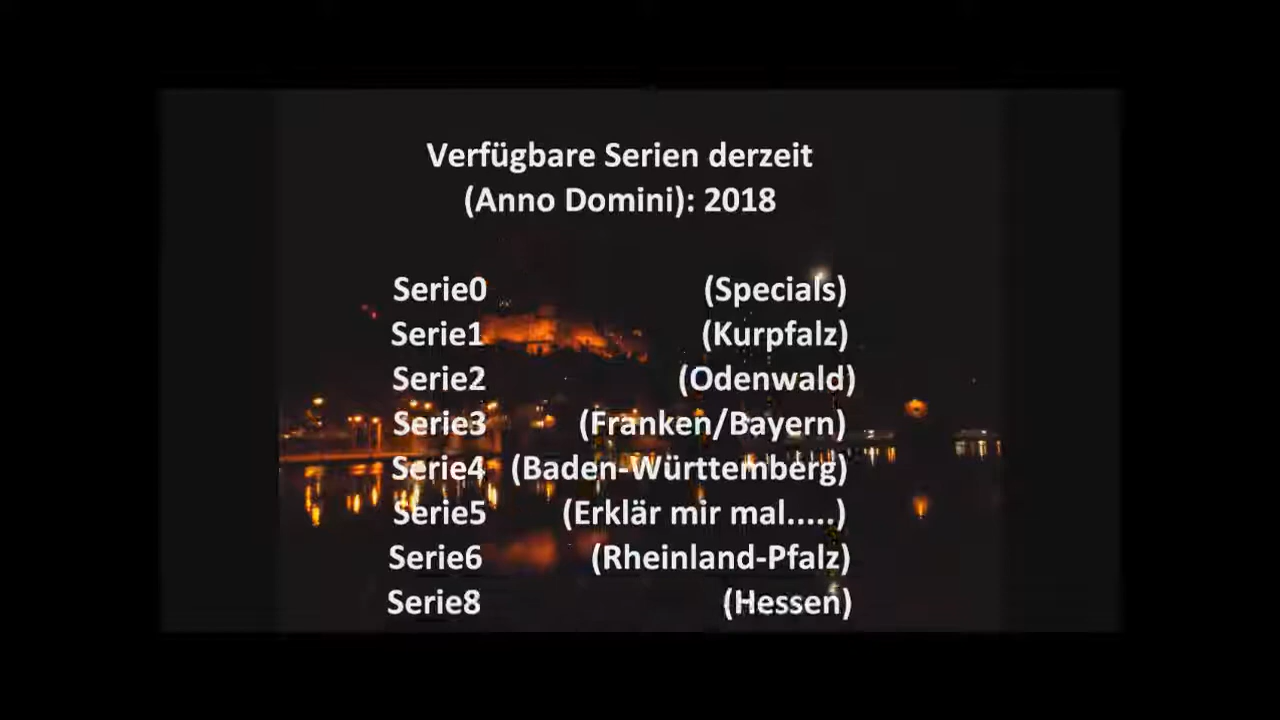 Verfügbare Serien derzeit
(Anno Domini): 2018
Serie0 (Specials)
Serie1 (Kurpfalz)
Serie2 (Odenwald)
Serie3 (Franken/Bayern)
Serie4 (Baden-Württemberg)
Serie5 (Erklär mir mal.....)
Serie6 (Rheinland-Pfalz)
Serie8 (Hessen)